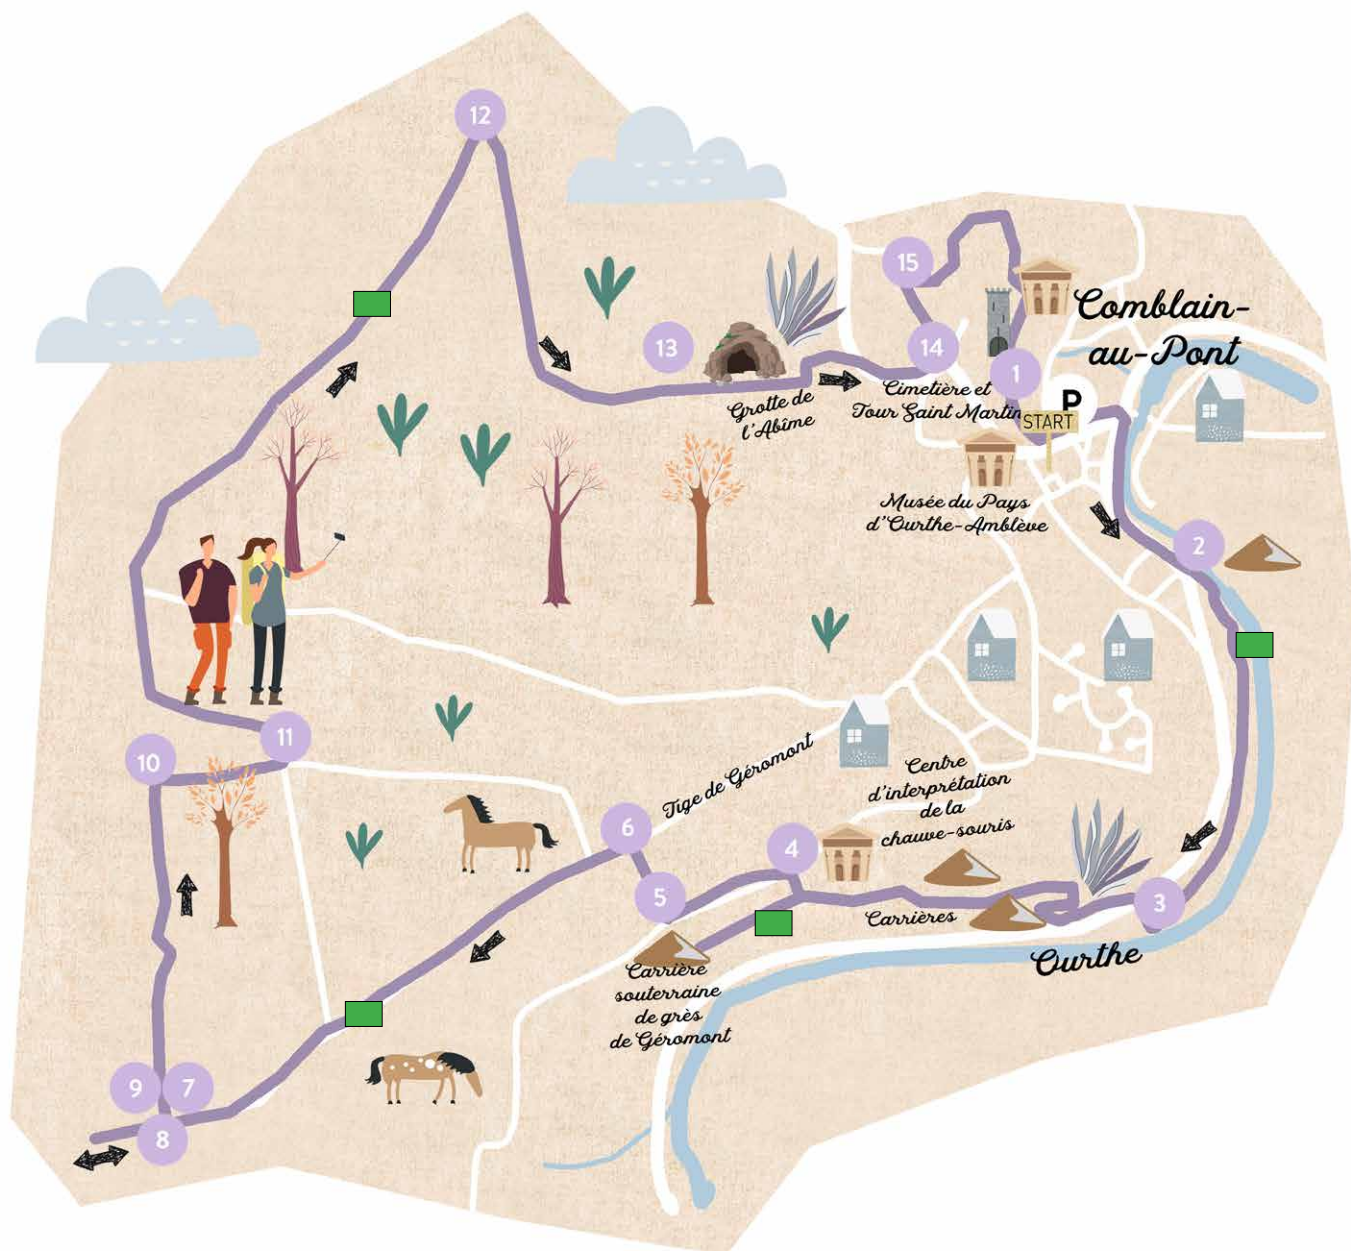 12
15
Comblain-
au-Pont
13
14
1
Grotte de
l'Abîme
Cimetière et
Tour Saint Martin
P
START
Musée du Pays
d'Ourthe-Amblève
2
11
10
Tige de Géromont
Centre
d'interprétation
de la
chauve-souris
6
4
5
3
Carrières
Ourthe
Carrière
souterraine
de grès
de Géromont
9
7
8